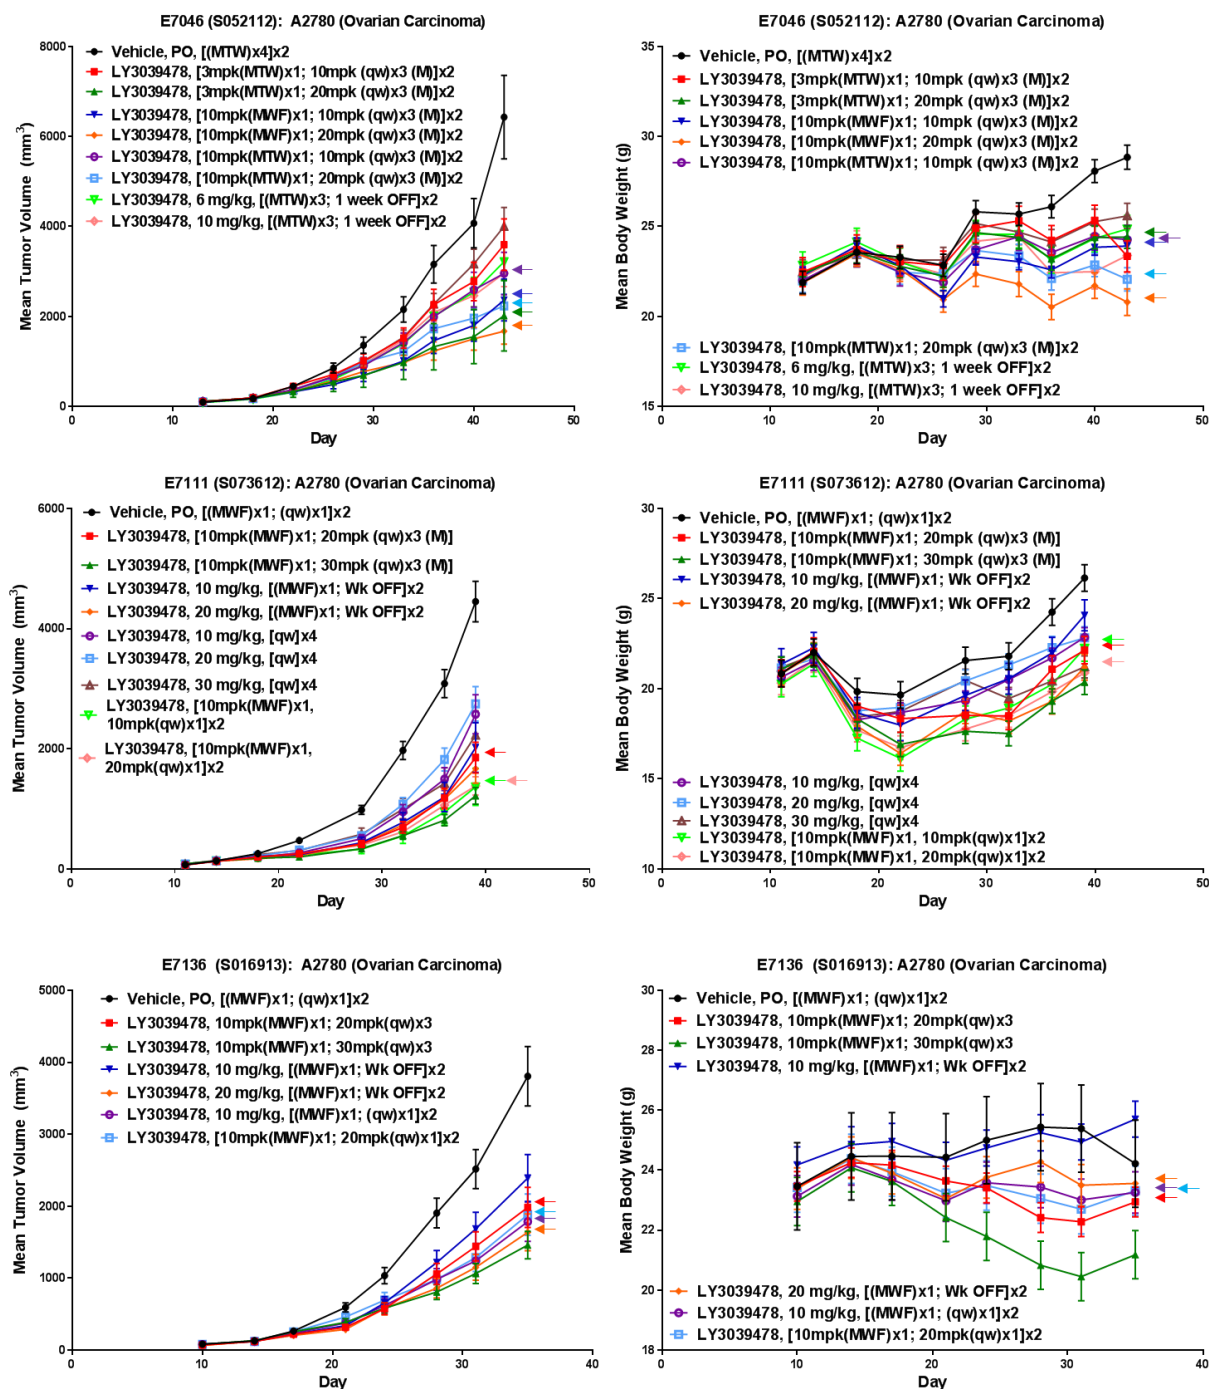 E7046 (S052112): A2780 (Ovarian Carcinoma)
8000
6000
4000
2000
0
Mean Tumor Volume (mm³)
Vehicle, PO, [(MTW)x4]x2
LY3039478, [3mpk(MTW)x1; 10mpk (qw)x3 (M)]x2
LY3039478, [3mpk(MTW)x1; 20mpk (qw)x3 (M)]x2
LY3039478, [10mpk(MWF)x1; 10mpk (qw)x3 (M)]x2
LY3039478, [10mpk(MWF)x1; 20mpk (qw)x3 (M)]x2
LY3039478, [10mpk(MTW)x1; 10mpk (qw)x3 (M)]x2
LY3039478, [10mpk(MTW)x1; 20mpk (qw)x3 (M)]x2
LY3039478, 6 mg/kg, [(MTW)x3; 1 week OFF]x2
LY3039478, 10 mg/kg, [(MTW)x3; 1 week OFF]x2
0 10 20 30 40 50
Day
E7046 (S052112): A2780 (Ovarian Carcinoma)
35
30
25
20
15
Mean Body Weight (g)
Vehicle, PO, [(MTW)x4]x2
LY3039478, [3mpk(MTW)x1; 10mpk (qw)x3 (M)]x2
LY3039478, [3mpk(MTW)x1; 20mpk (qw)x3 (M)]x2
LY3039478, [10mpk(MWF)x1; 10mpk (qw)x3 (M)]x2
LY3039478, [10mpk(MWF)x1; 20mpk (qw)x3 (M)]x2
LY3039478, [10mpk(MTW)x1; 10mpk (qw)x3 (M)]x2
LY3039478, [10mpk(MTW)x1; 20mpk (qw)x3 (M)]x2
LY3039478, 6 mg/kg, [(MTW)x3; 1 week OFF]x2
LY3039478, 10 mg/kg, [(MTW)x3; 1 week OFF]x2
0 10 20 30 40 50
Day
E7111 (S073612): A2780 (Ovarian Carcinoma)
6000
4000
2000
0
Mean Tumor Volume (mm³)
Vehicle, PO, [(MWF)x1; (qw)x1]x2
LY3039478, [10mpk(MWF)x1; 20mpk (qw)x3 (M)]
LY3039478, [10mpk(MWF)x1; 30mpk (qw)x3 (M)]
LY3039478, 10 mg/kg, [(MWF)x1; Wk OFF]x2
LY3039478, 20 mg/kg, [(MWF)x1; Wk OFF]x2
LY3039478, 10 mg/kg, [qw]x4
LY3039478, 20 mg/kg, [qw]x4
LY3039478, 30 mg/kg, [qw]x4
LY3039478, [10mpk(MWF)x1,
10mpk(qw)x1]x2
LY3039478, [10mpk(MWF)x1,
20mpk(qw)x1]x2
0 10 20 30 40 50
Day
E7111 (S073612): A2780 (Ovarian Carcinoma)
30
25
20
15
10
Mean Body Weight (g)
Vehicle, PO, [(MWF)x1; (qw)x1]x2
LY3039478, [10mpk(MWF)x1; 20mpk (qw)x3 (M)]
LY3039478, [10mpk(MWF)x1; 30mpk (qw)x3 (M)]
LY3039478, 10 mg/kg, [(MWF)x1; Wk OFF]x2
LY3039478, 20 mg/kg, [(MWF)x1; Wk OFF]x2
LY3039478, 10 mg/kg, [qw]x4
LY3039478, 20 mg/kg, [qw]x4
LY3039478, 30 mg/kg, [qw]x4
LY3039478, [10mpk(MWF)x1, 10mpk(qw)x1]x2
LY3039478, [10mpk(MWF)x1, 20mpk(qw)x1]x2
0 10 20 30 40 50
Day
E7136 (S016913): A2780 (Ovarian Carcinoma)
5000
4000
3000
2000
1000
0
Mean Tumor Volume (mm³)
Vehicle, PO, [(MWF)x1; (qw)x1]x2
LY3039478, 10mpk(MWF)x1; 20mpk(qw)x3
LY3039478, 10mpk(MWF)x1; 30mpk(qw)x3
LY3039478, 10 mg/kg, [(MWF)x1; Wk OFF]x2
LY3039478, 20 mg/kg, [(MWF)x1; Wk OFF]x2
LY3039478, 10 mg/kg, [(MWF)x1; (qw)x1]x2
LY3039478, [10mpk(MWF)x1; 20mpk(qw)x1]x2
0 10 20 30 40
Day
E7136 (S016913): A2780 (Ovarian Carcinoma)
30
28
26
24
22
20
18
Mean Body Weight (g)
Vehicle, PO, [(MWF)x1; (qw)x1]x2
LY3039478, 10mpk(MWF)x1; 20mpk(qw)x3
LY3039478, 10mpk(MWF)x1; 30mpk(qw)x3
LY3039478, 10 mg/kg, [(MWF)x1; Wk OFF]x2
LY3039478, 20 mg/kg, [(MWF)x1; Wk OFF]x2
LY3039478, 10 mg/kg, [(MWF)x1; (qw)x1]x2
LY3039478, [10mpk(MWF)x1; 20mpk(qw)x1]x2
0 10 20 30 40
Day